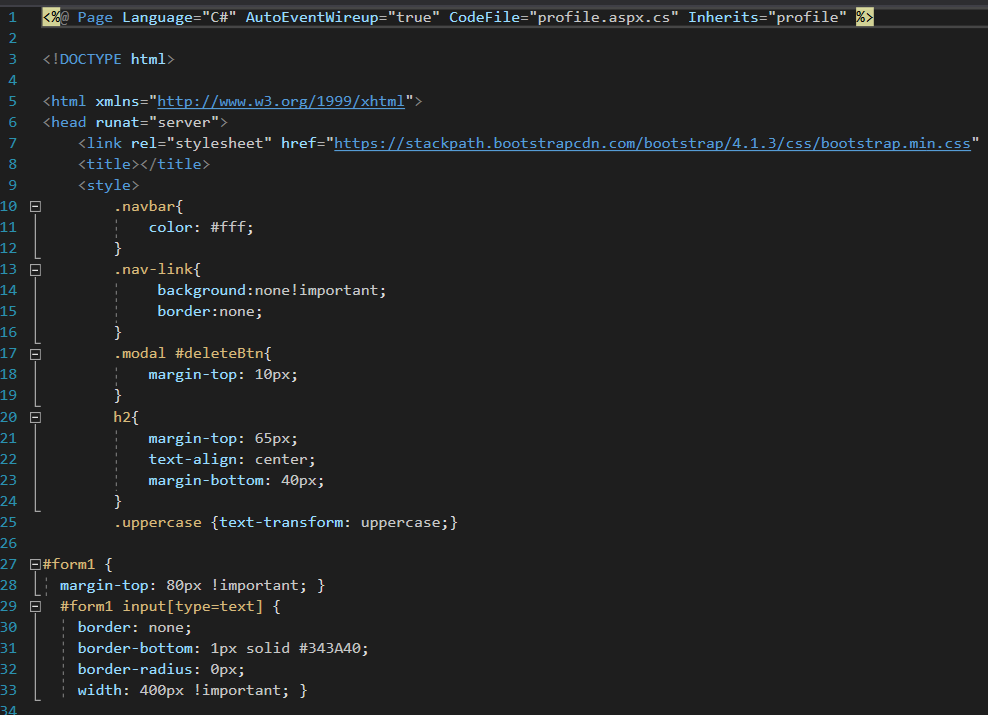 1 <%@ Page Language="C#" AutoEventWireup="true" CodeFile="profile.aspx.cs" Inherits="profile" %>
2
3 <!DOCTYPE html>
4
5 <html xmlns="http://www.w3.org/1999/xhtml">
6 <head runat="server">
7     <link rel="stylesheet" href="https://stackpath.bootstrapcdn.com/bootstrap/4.1.3/css/bootstrap.min.css"
8     <title></title>
9     <style>
10         .navbar{
11             color: #fff;
12         }
13         .nav-link{
14              background:none!important;
15              border:none;
16         }
17         .modal #deleteBtn{
18             margin-top: 10px;
19         }
20         h2{
21             margin-top: 65px;
22             text-align: center;
23             margin-bottom: 40px;
24         }
25         .uppercase {text-transform: uppercase;}
26
27 #form1 {
28   margin-top: 80px !important; }
29   #form1 input[type=text] {
30     border: none;
31     border-bottom: 1px solid #343A40;
32     border-radius: 0px;
33     width: 400px !important; }
34